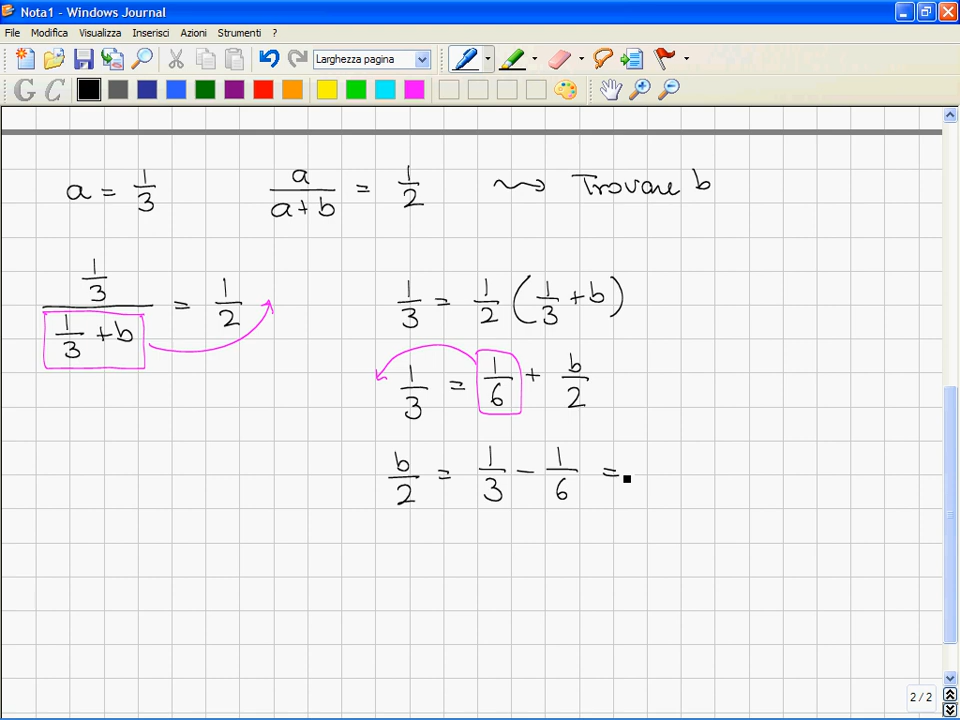 Nota1 - Windows Journal
File Modifica Visualizza Inserisci Azioni Strumenti ?
Larghezza pagina
G C
a = 1/3 a/(a+b) = 1/2 ⤳ Trovare b
(1/3)/(1/3 + b) = 1/2
1/3 = 1/2 (1/3 + b)
1/3 = 1/6 + b/2
b/2 = 1/3 - 1/6 =
2 / 2